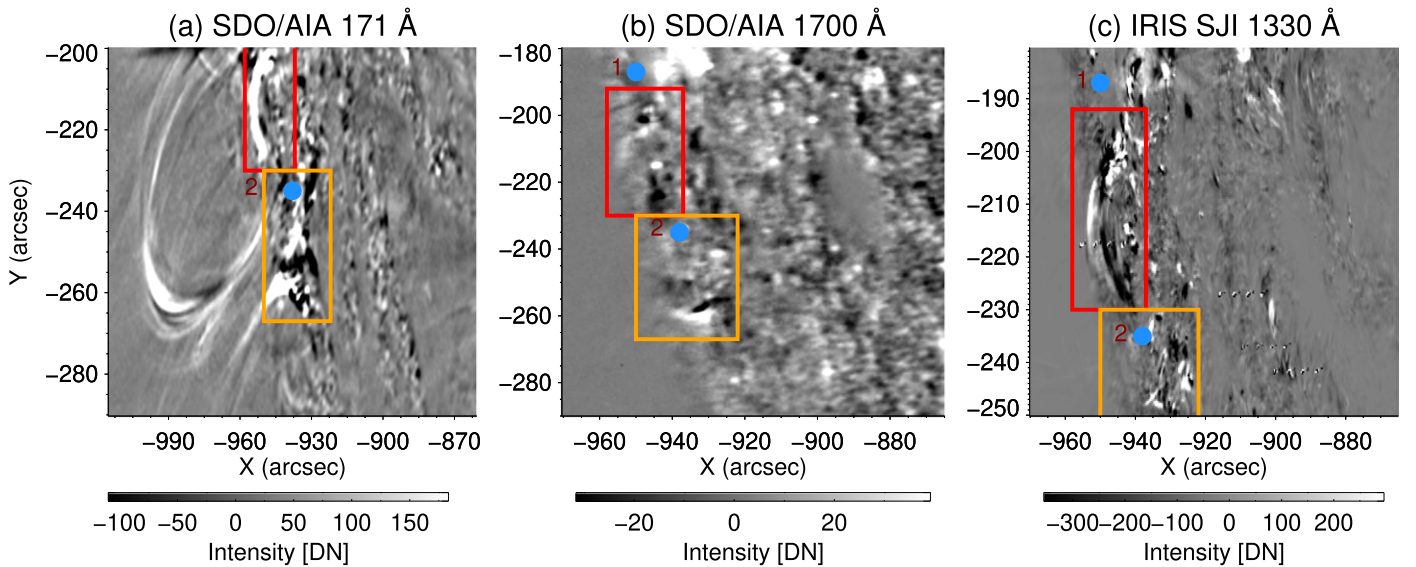 (a) SDO/AIA 171 Å
(b) SDO/AIA 1700 Å
(c) IRIS SJI 1330 Å
Y (arcsec)
−200
−220
−240
−260
−280
2
−990 −960 −930 −900 −870
X (arcsec)
−100 −50 0 50 100 150
Intensity [DN]
−180
−200
−220
−240
−260
−280
1
2
−960 −940 −920 −900 −880
X (arcsec)
−20 0 20
Intensity [DN]
−190
−200
−210
−220
−230
−240
−250
1
2
−960 −940 −920 −900 −880
X (arcsec)
−300 −200 −100 0 100 200
Intensity [DN]